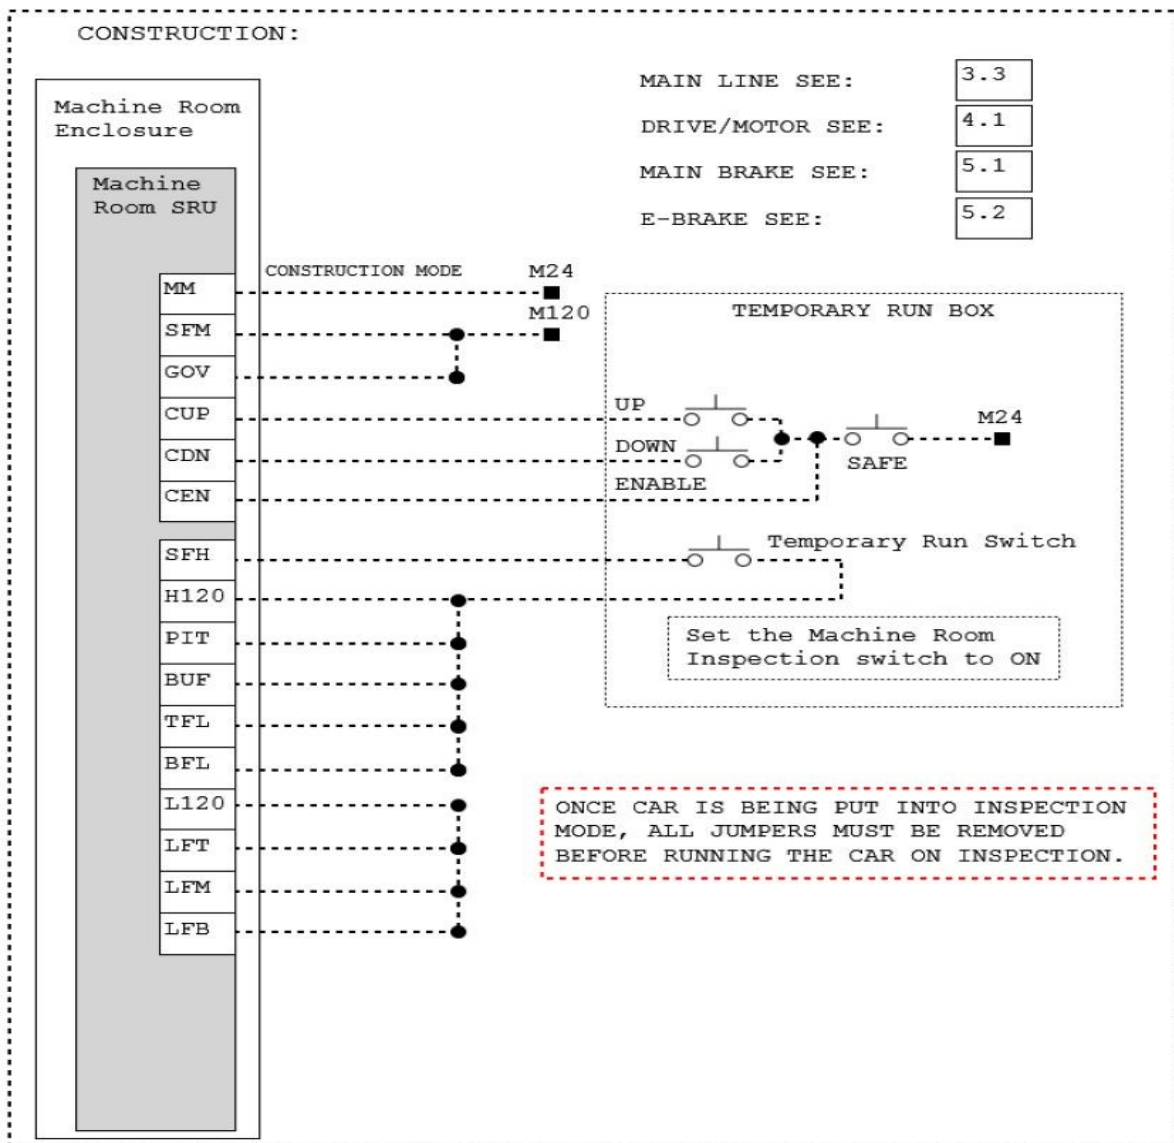 CONSTRUCTION:
Machine Room
Enclosure
Machine
Room SRU
MAIN LINE SEE: 3.3
DRIVE/MOTOR SEE: 4.1
MAIN BRAKE SEE: 5.1
E-BRAKE SEE: 5.2
MM
CONSTRUCTION MODE
M24
SFM
M120
GOV
CUP
CDN
CEN
SFH
H120
PIT
BUF
TFL
BFL
L120
LFT
LFM
LFB
TEMPORARY RUN BOX
UP
DOWN
ENABLE
SAFE
M24
Temporary Run Switch
Set the Machine Room
Inspection switch to ON
ONCE CAR IS BEING PUT INTO INSPECTION
MODE, ALL JUMPERS MUST BE REMOVED
BEFORE RUNNING THE CAR ON INSPECTION.